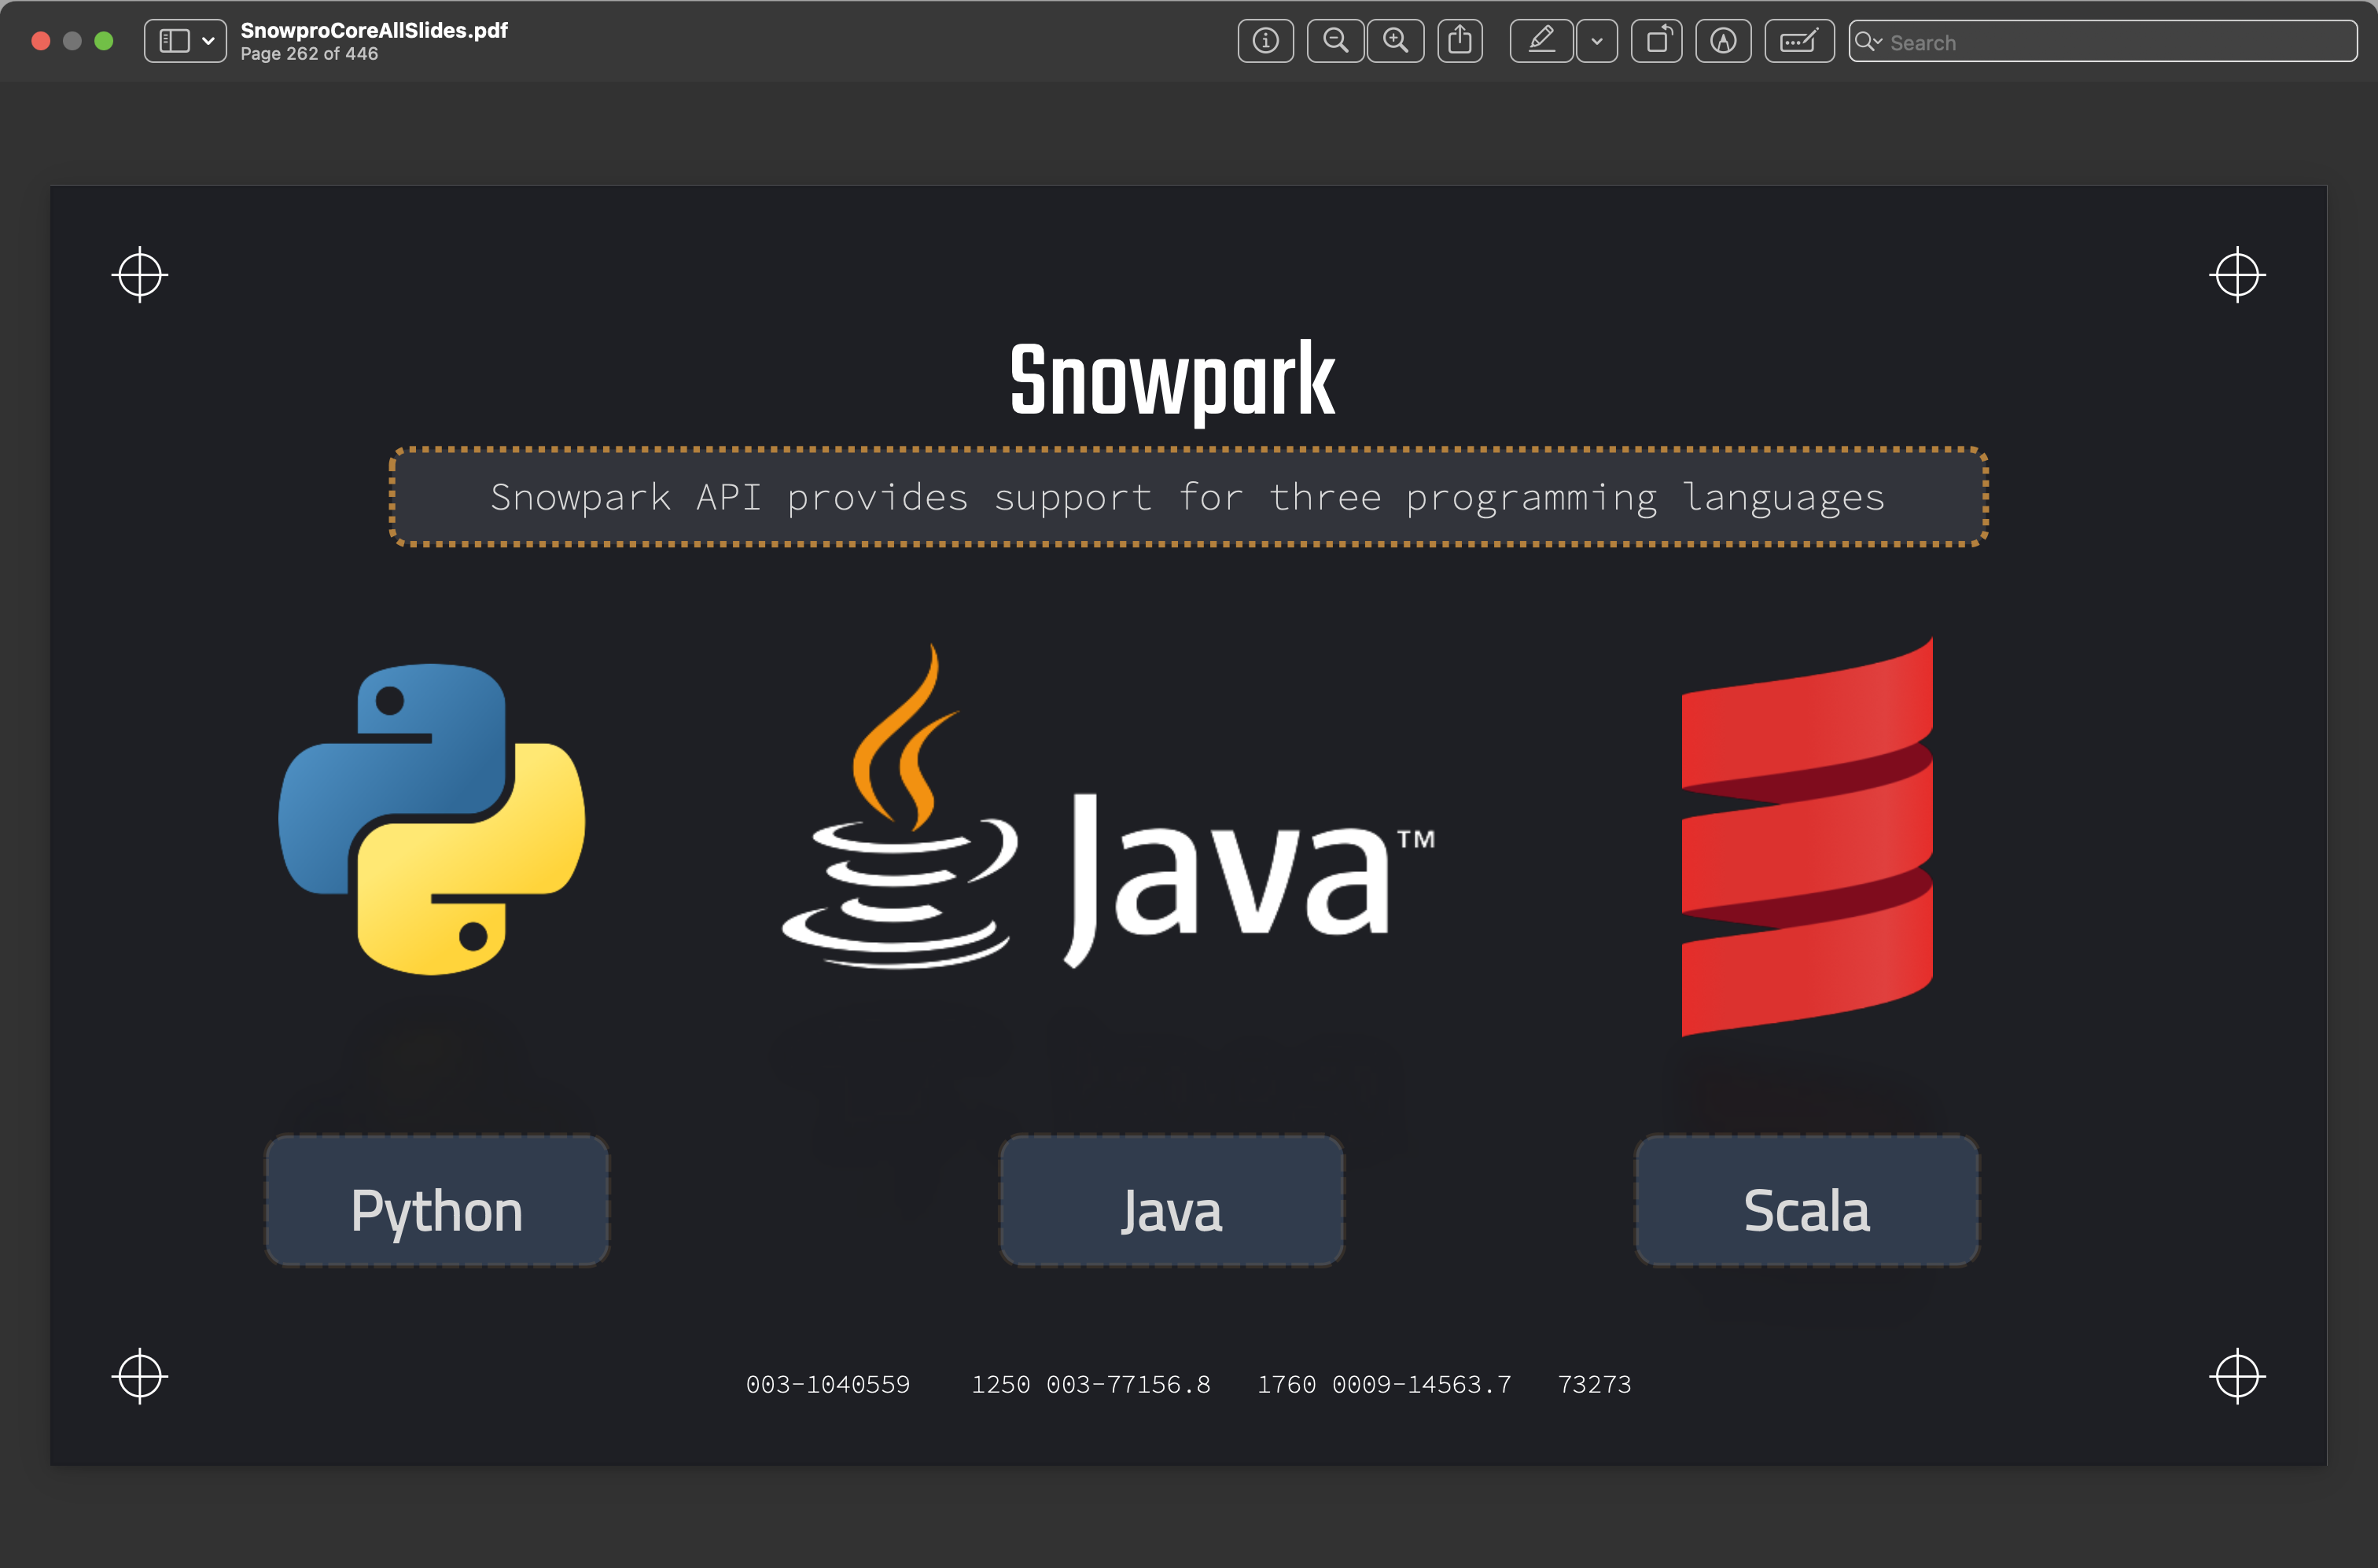 SnowproCoreAllSlides.pdf
Page 262 of 446
Search
Snowpark
Snowpark API provides support for three programming languages
Java™
Python Java Scala
003-1040559 1250 003-77156.8 1760 0009-14563.7 73273